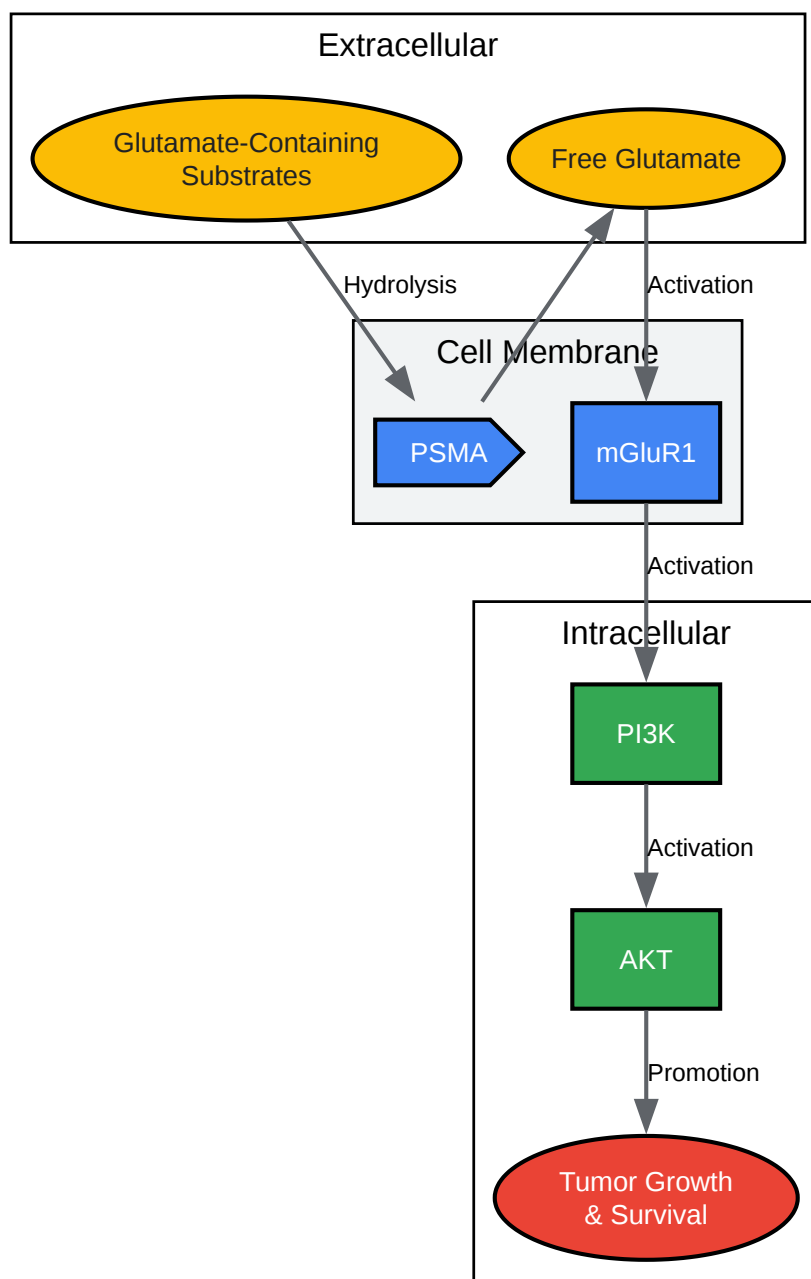 Extracellular
Glutamate-Containing
Substrates
Free Glutamate
Hydrolysis
Activation
Cell Membrane
PSMA
mGluR1
Activation
Intracellular
PI3K
Activation
AKT
Promotion
Tumor Growth
& Survival